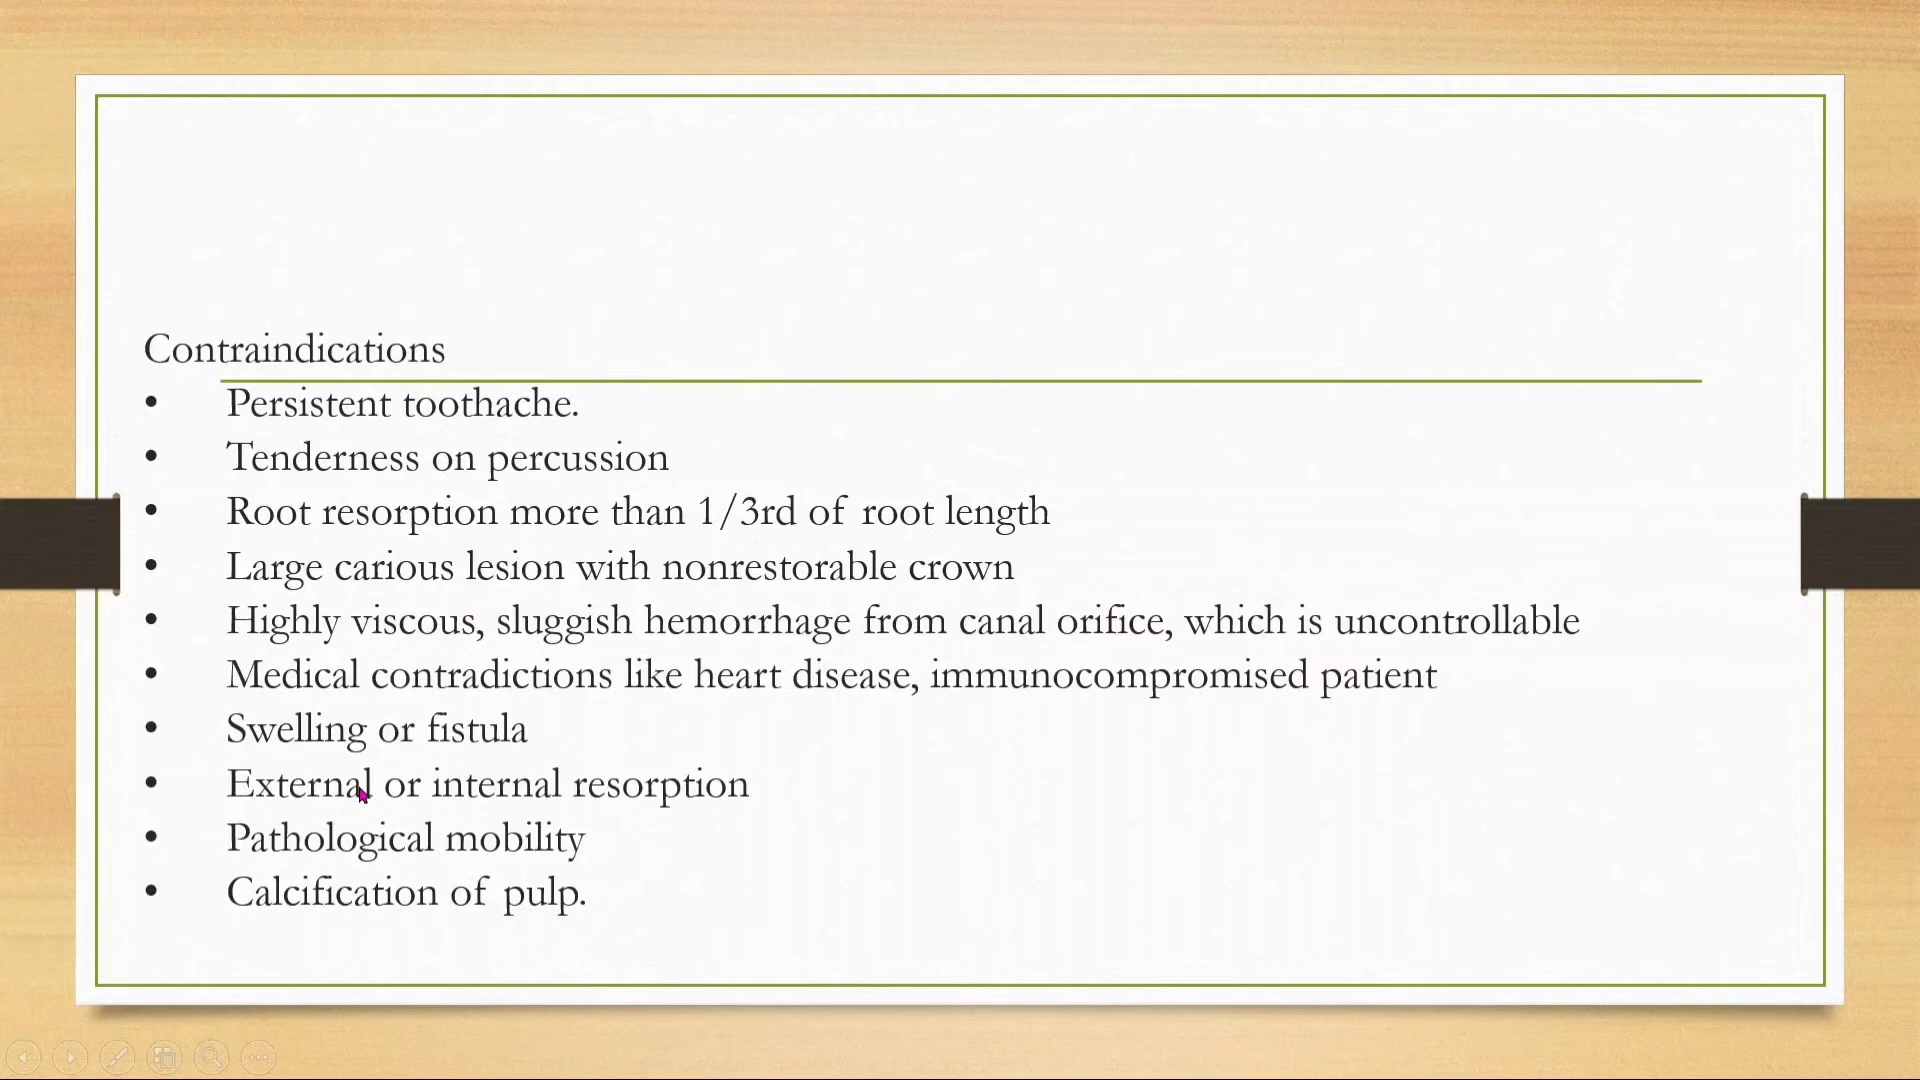 Contraindications
• Persistent toothache.
• Tenderness on percussion
• Root resorption more than 1/3rd of root length
• Large carious lesion with nonrestorable crown
• Highly viscous, sluggish hemorrhage from canal orifice, which is uncontrollable
• Medical contradictions like heart disease, immunocompromised patient
• Swelling or fistula
• External or internal resorption
• Pathological mobility
• Calcification of pulp.